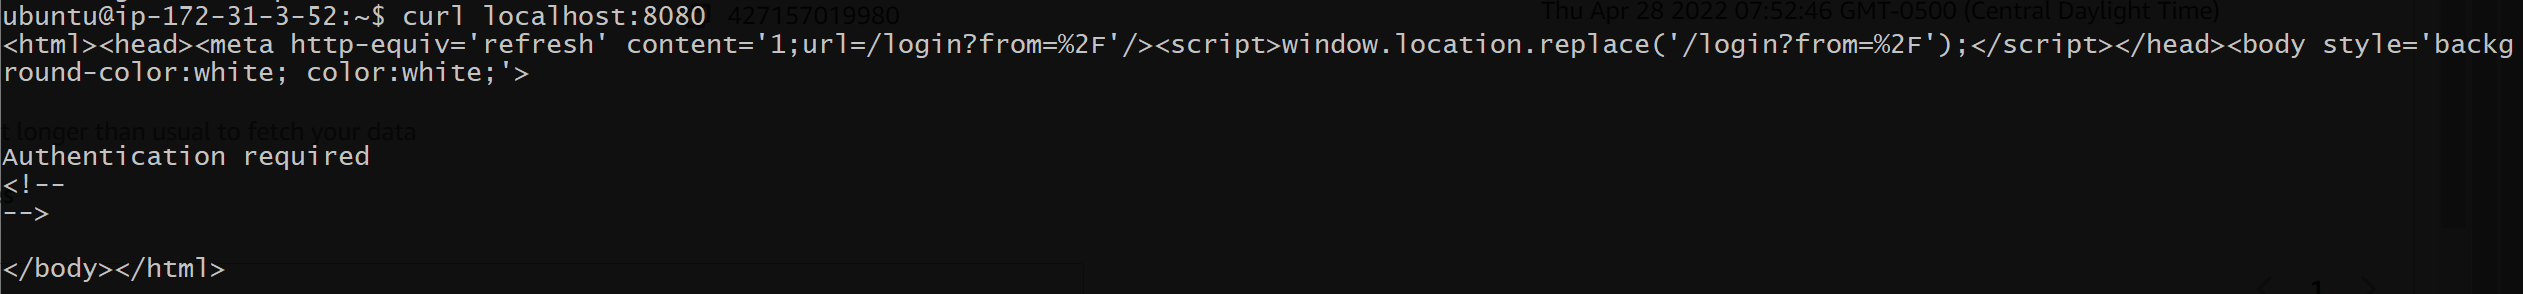 ubuntu@ip-172-31-3-52:~$ curl localhost:8080
427157019980
Thu Apr 28 2022 07:52:46 GMT-0500 (Central Daylight Time)
<html><head><meta http-equiv='refresh' content='1;url=/login?from=%2F'/><script>window.location.replace('/login?from=%2F');</script></head><body style='backg
round-color:white; color:white;'>
t longer than usual to fetch your data
Authentication required
<!--
s
-->
</body></html>
1